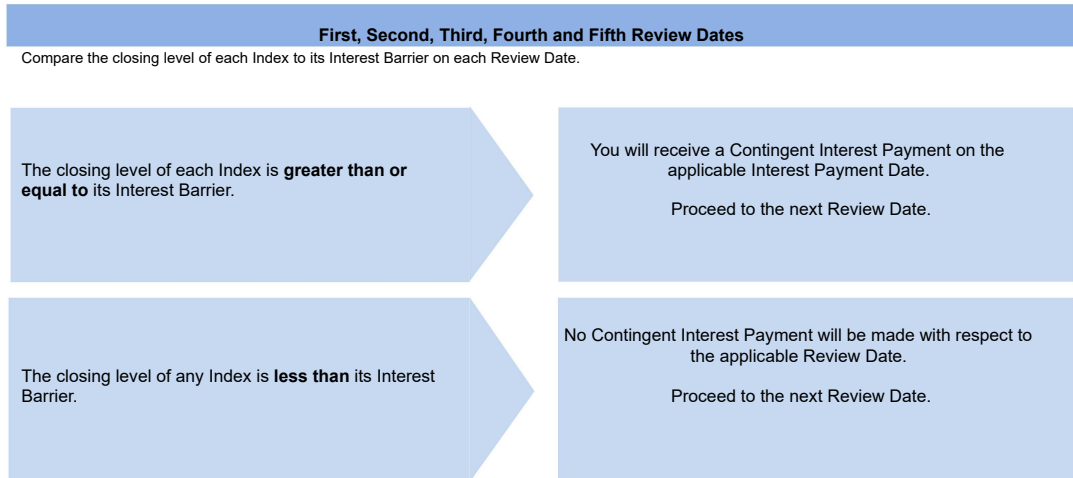 First, Second, Third, Fourth and Fifth Review Dates
Compare the closing level of each Index to its Interest Barrier on each Review Date.
The closing level of each Index is greater than or
equal to its Interest Barrier.
You will receive a Contingent Interest Payment on the
applicable Interest Payment Date.
Proceed to the next Review Date.
The closing level of any Index is less than its Interest
Barrier.
No Contingent Interest Payment will be made with respect to
the applicable Review Date.
Proceed to the next Review Date.